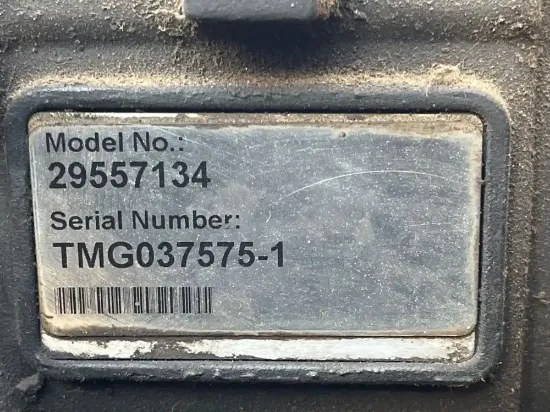 Model No.:
29557134
Serial Number:
TMG037575-1